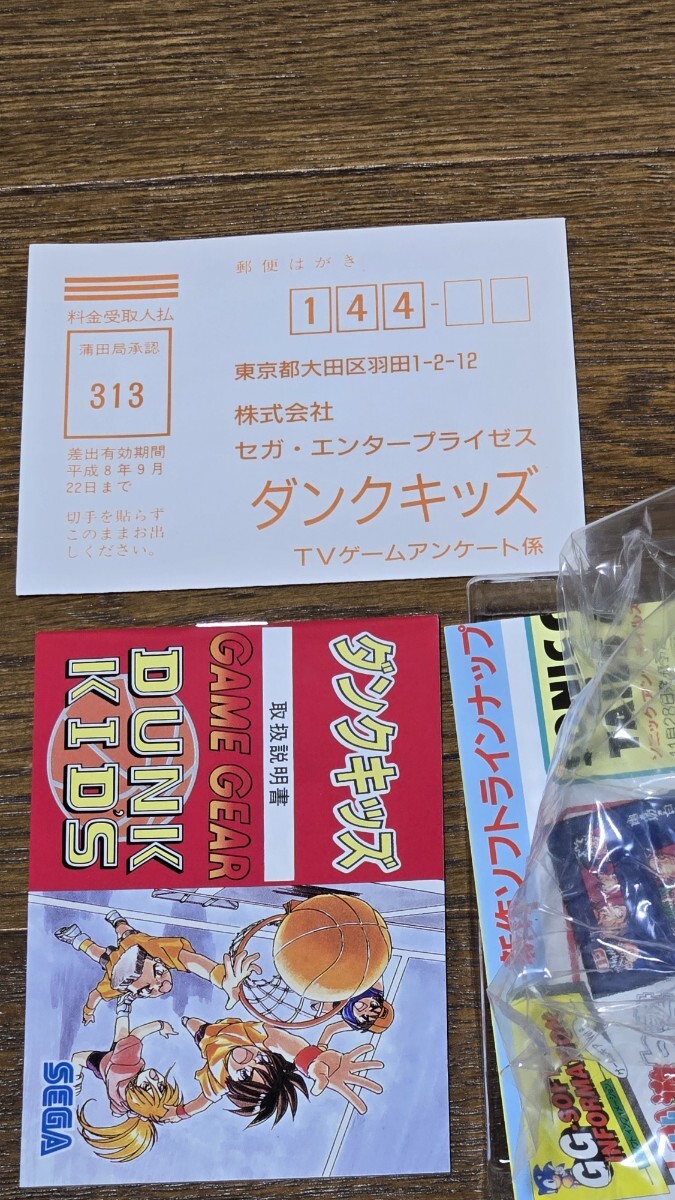 郵便はがき
144-
料金受取人払
蒲田局承認
313
差出有効期間
平成8年9月
22日まで
切手を貼らず
このままお出
しください。
東京都大田区羽田1-2-12
株式会社
セガ・エンタープライゼス
ダンクキッズ
TVゲームアンケート係
ダンクキッズ
取扱説明書
GAME GEAR
DUNK
KID'S
SEGA
新作ソフトラインナップ
GG